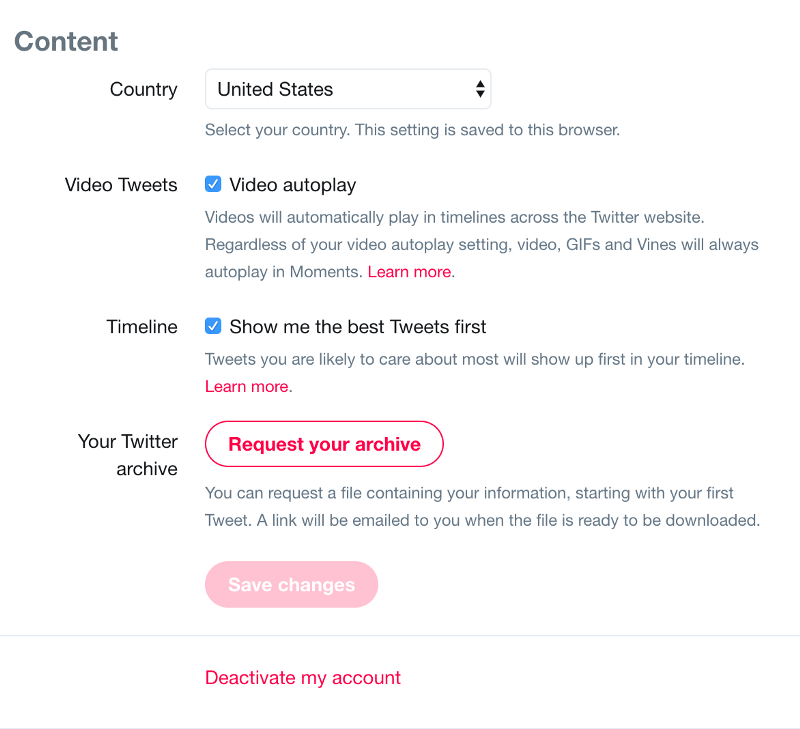 Content
Country
United States
Select your country. This setting is saved to this browser.
Video Tweets
Video autoplay
Videos will automatically play in timelines across the Twitter website.
Regardless of your video autoplay setting, video, GIFs and Vines will always
autoplay in Moments. Learn more.
Timeline
Show me the best Tweets first
Tweets you are likely to care about most will show up first in your timeline.
Learn more.
Your Twitter
archive
Request your archive
You can request a file containing your information, starting with your first
Tweet. A link will be emailed to you when the file is ready to be downloaded.
Save changes
Deactivate my account